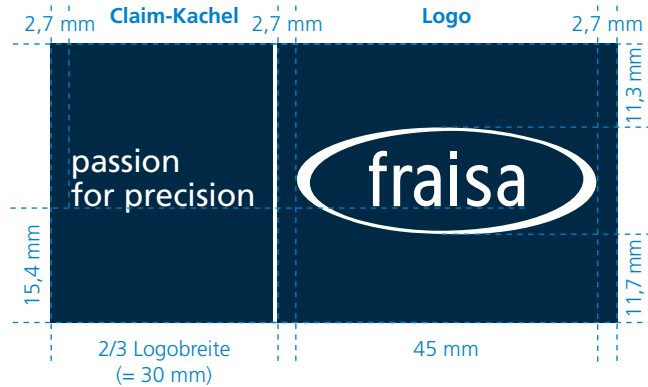 Claim-Kachel
Logo
2,7 mm
2,7 mm
2,7 mm
11,3 mm
passion
for precision
fraisa
15,4 mm
11,7 mm
2/3 Logobreite
(= 30 mm)
45 mm